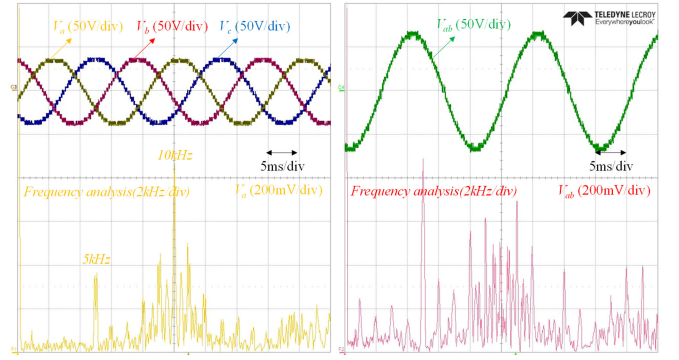 Va (50V/div) Vb (50V/div) Vc (50V/div)
5ms/div
10kHz
Frequency analysis(2kHz/div) Va (200mV/div)
5kHz
TELEDYNE LECROY
Everywhereyoulook™
Vab (50V/div)
5ms/div
Frequency analysis(2kHz/div) Vab (200mV/div)